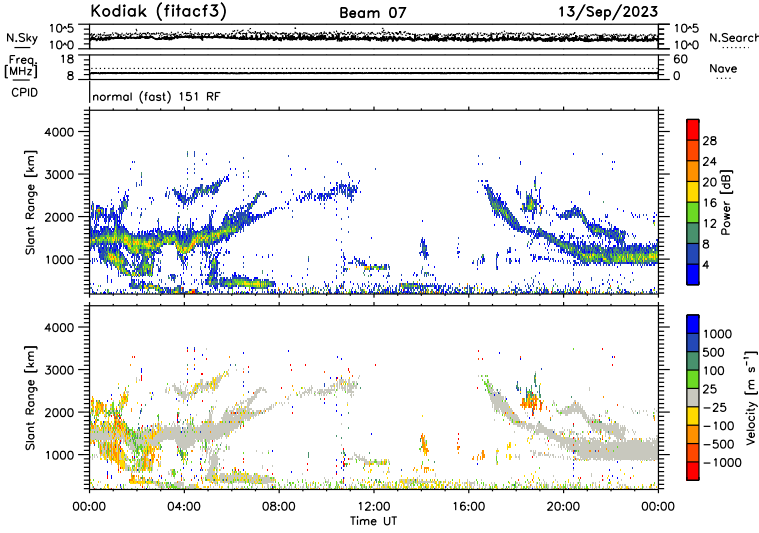 Kodiak (fitacf3) Beam 07 13/Sep/2023
N.Sky 10^5 10^0 10^5 10^0 N.Search
Freq. [MHz] 18 8 60 0 Nave
CPID normal (fast) 151 RF
Slant Range [km]
4000
3000
2000
1000
Power [dB]
28
24
20
16
12
8
4
Slant Range [km]
4000
3000
2000
1000
Velocity [m s⁻¹]
1000
500
100
25
−25
−100
−500
−1000
00:00 04:00 08:00 12:00 16:00 20:00 00:00
Time UT